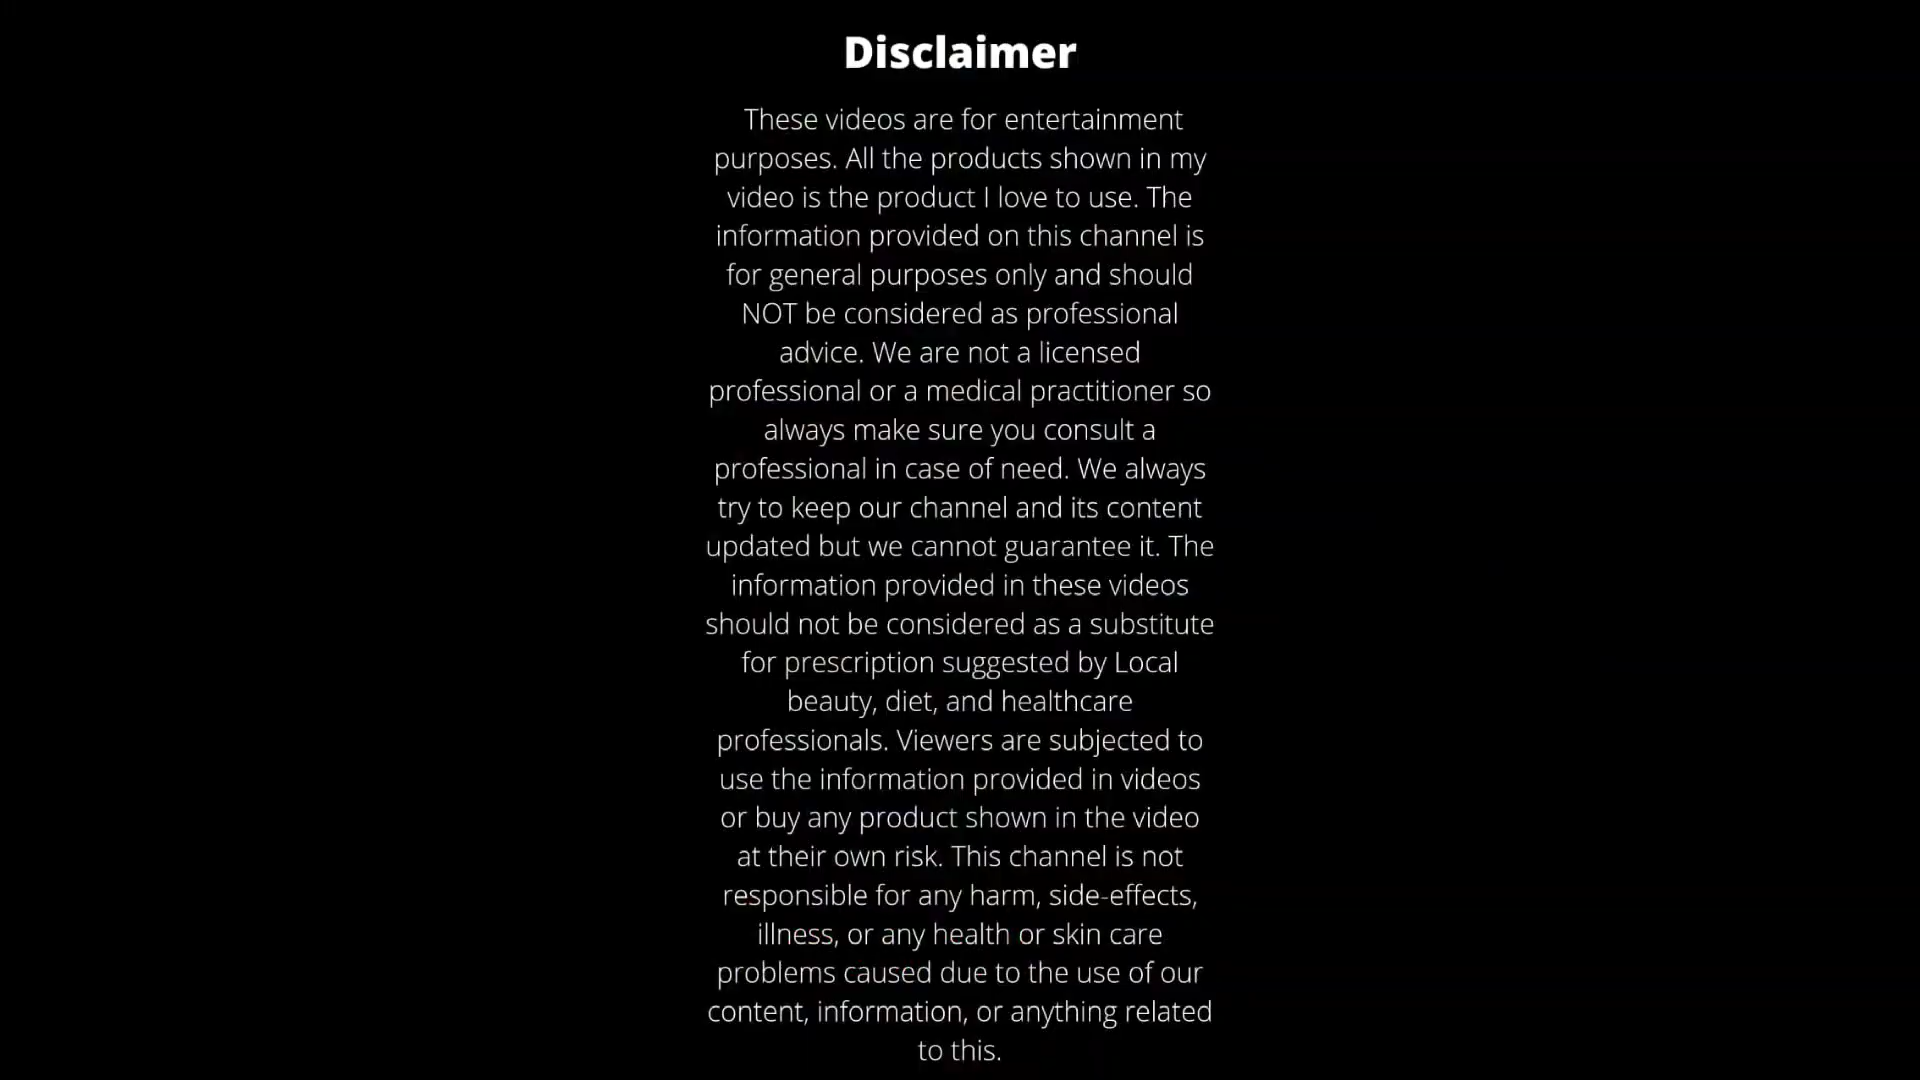 Disclaimer
These videos are for entertainment
purposes. All the products shown in my
video is the product I love to use. The
information provided on this channel is
for general purposes only and should
NOT be considered as professional
advice. We are not a licensed
professional or a medical practitioner so
always make sure you consult a
professional in case of need. We always
try to keep our channel and its content
updated but we cannot guarantee it. The
information provided in these videos
should not be considered as a substitute
for prescription suggested by Local
beauty, diet, and healthcare
professionals. Viewers are subjected to
use the information provided in videos
or buy any product shown in the video
at their own risk. This channel is not
responsible for any harm, side-effects,
illness, or any health or skin care
problems caused due to the use of our
content, information, or anything related
to this.